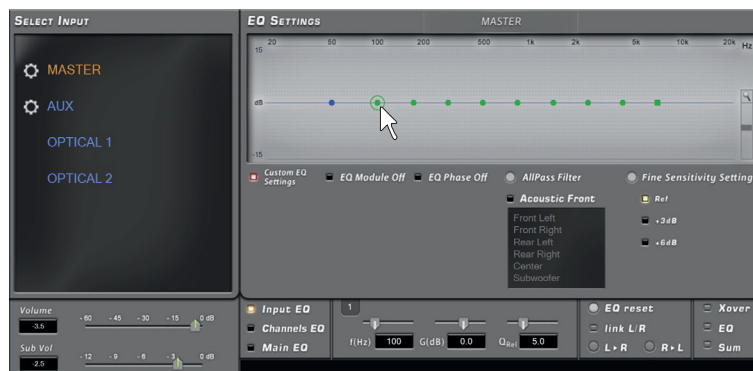 SELECT INPUT
MASTER
AUX
OPTICAL 1
OPTICAL 2
EQ SETTINGS
MASTER
20 50 100 200 500 1k 2k 5k 10k 20k Hz
15
dB
-15
Custom EQ
Settings
EQ Module Off
EQ Phase Off
AllPass Filter
Fine Sensitivity Setting
Acoustic Front
Front Left
Front Right
Rear Left
Rear Right
Center
Subwoofer
Ref
+3dB
+6dB
Volume
-3.5
-60 -45 -30 -15 0 dB
Sub Vol
-2.5
-12 -9 -6 -3 0 dB
Input EQ
Channels EQ
Main EQ
1
f(Hz) 100 G(dB) 0.0 QRel 5.0
EQ reset
link L/R
L▸R R▸L
Xover
EQ
Sum